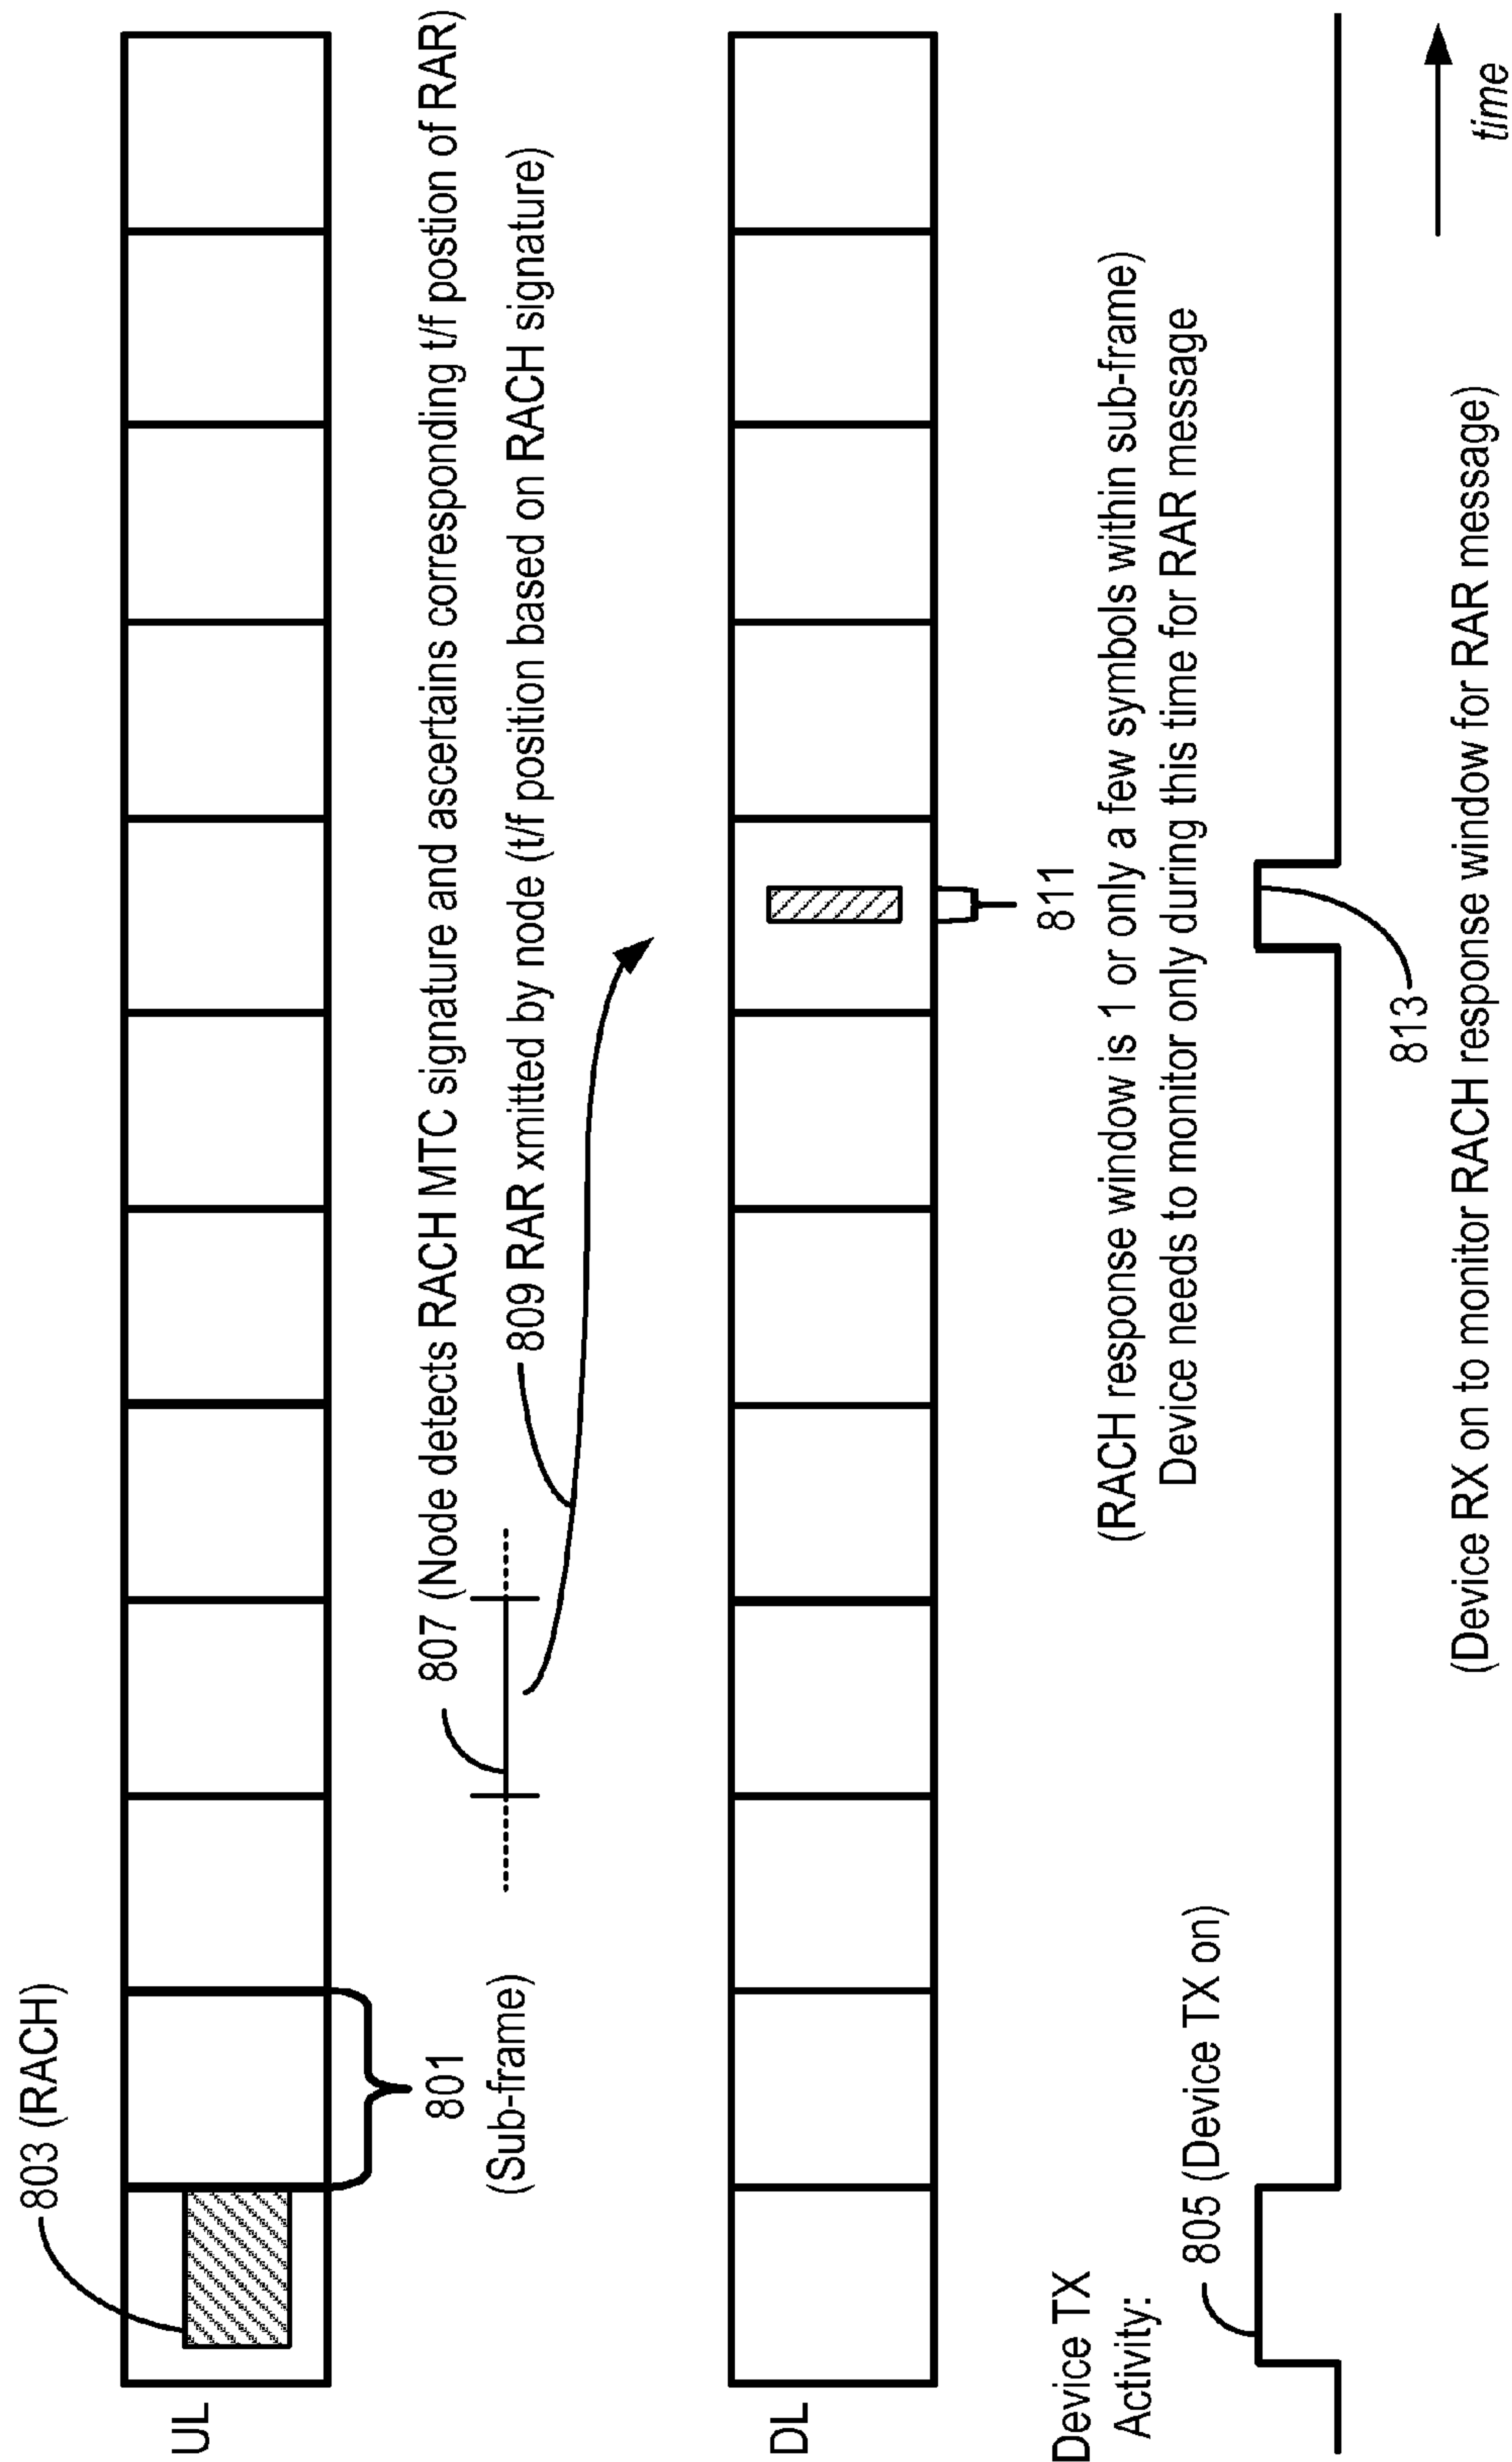 803 (RACH)
UL
801
(Sub-frame)
807 (Node detects RACH MTC signature and ascertains corresponding t/f postion of RAR)
809 RAR xmitted by node (t/f position based on RACH signature)
DL
811
(RACH response window is 1 or only a few symbols within sub-frame)
Device needs to monitor only during this time for RAR message
Device TX
Activity:
805 (Device TX on)
813
(Device RX on to monitor RACH response window for RAR message)
time